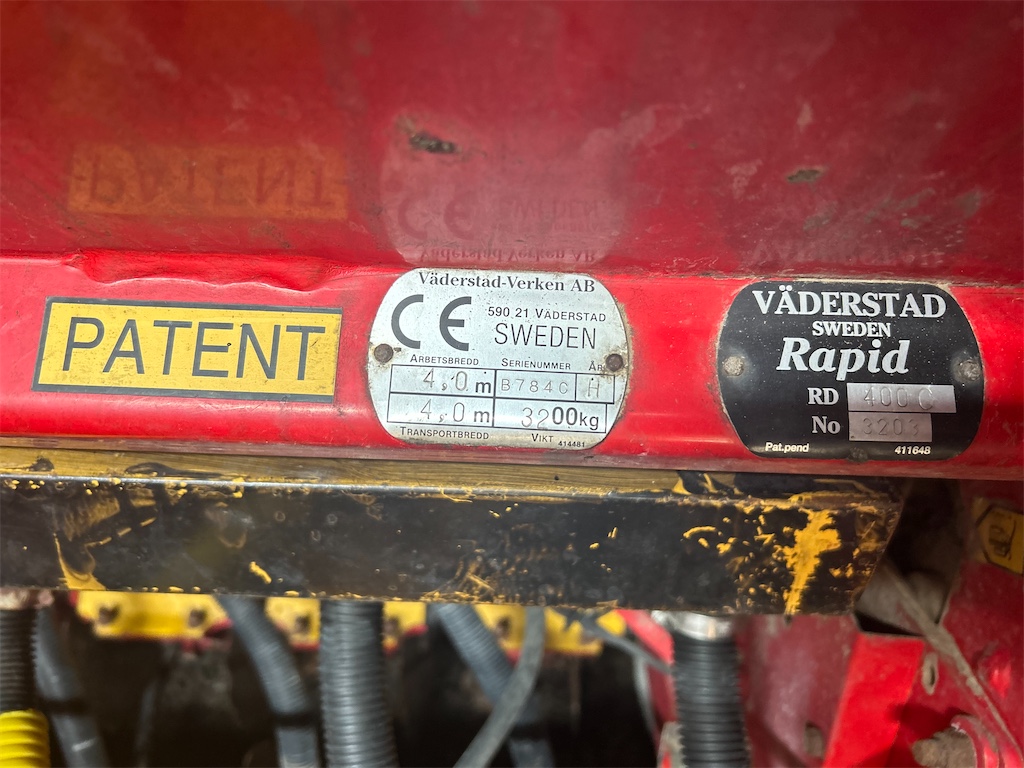 PATENT
Väderstad-Verken AB
CE
590 21 VÄDERSTAD
SWEDEN
ARBETSBREDD SERIENUMMER ÅR
4,0 m B784C H
4,0 m 3200kg
TRANSPORTBREDD VIKT 414481
VÄDERSTAD
SWEDEN
Rapid
RD 400 C
No 3203
Pat.pend 411648